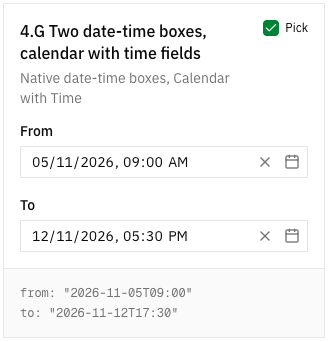 4.G Two date-time boxes,
calendar with time fields
Pick
Native date-time boxes, Calendar
with Time
From
05/11/2026, 09:00 AM
To
12/11/2026, 05:30 PM
from: "2026-11-05T09:00"
to: "2026-11-12T17:30"